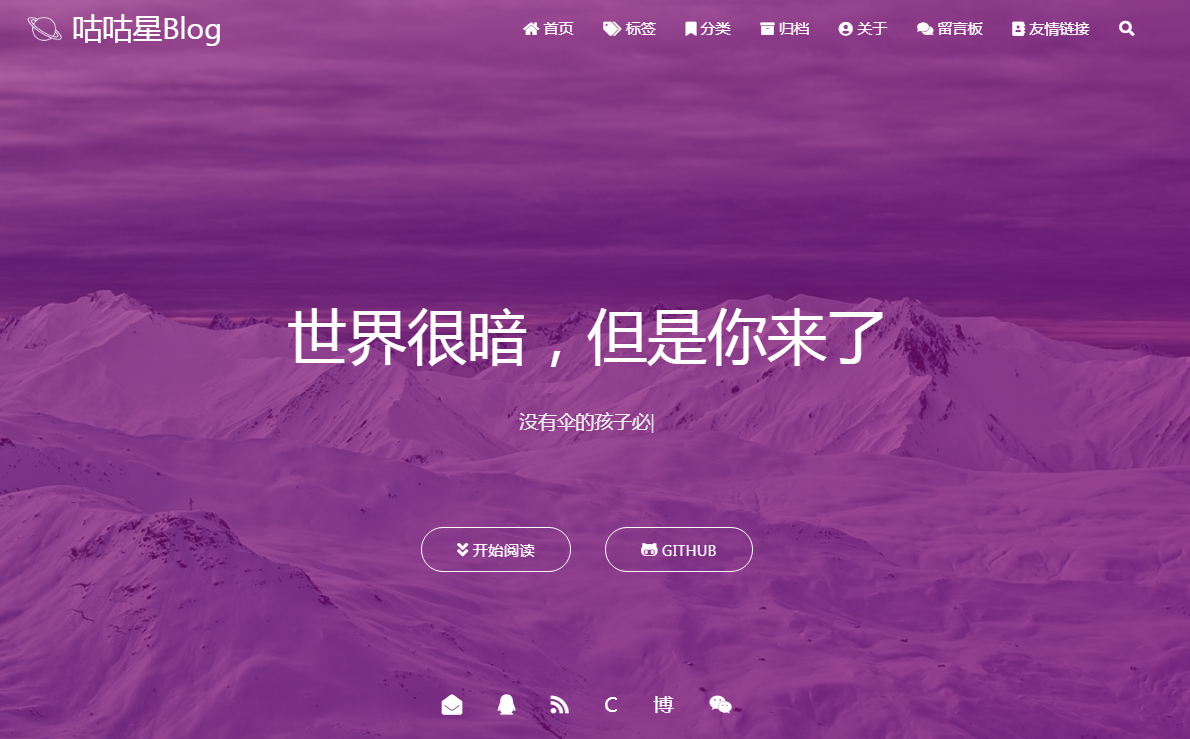 咕咕星Blog
首页 标签 分类 归档 关于 留言板 友情链接
世界很暗，但是你来了
没有伞的孩子必|
开始阅读 GITHUB
C 博